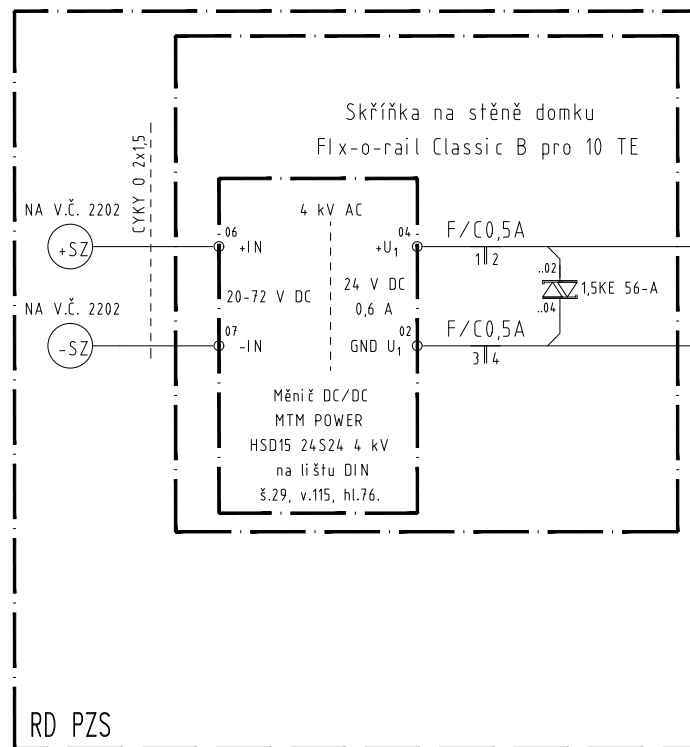 Skříňka na stěně domku
FIx-o-rail Classic B pro 10 TE
CYKY O 2x1,5
NA V.Č. 2202
+SZ
06
+IN
4 kV AC
04
+U₁
F/C0,5A
1 2
..02
1,5KE 56-A
..04
20-72 V DC
24 V DC
0,6 A
NA V.Č. 2202
-SZ
07
-IN
02
GND U₁
F/C0,5A
3 4
Měnič DC/DC
MTM POWER
HSD15 24S24 4 kV
na lištu DIN
š.29, v.115, hl.76.
RD PZS